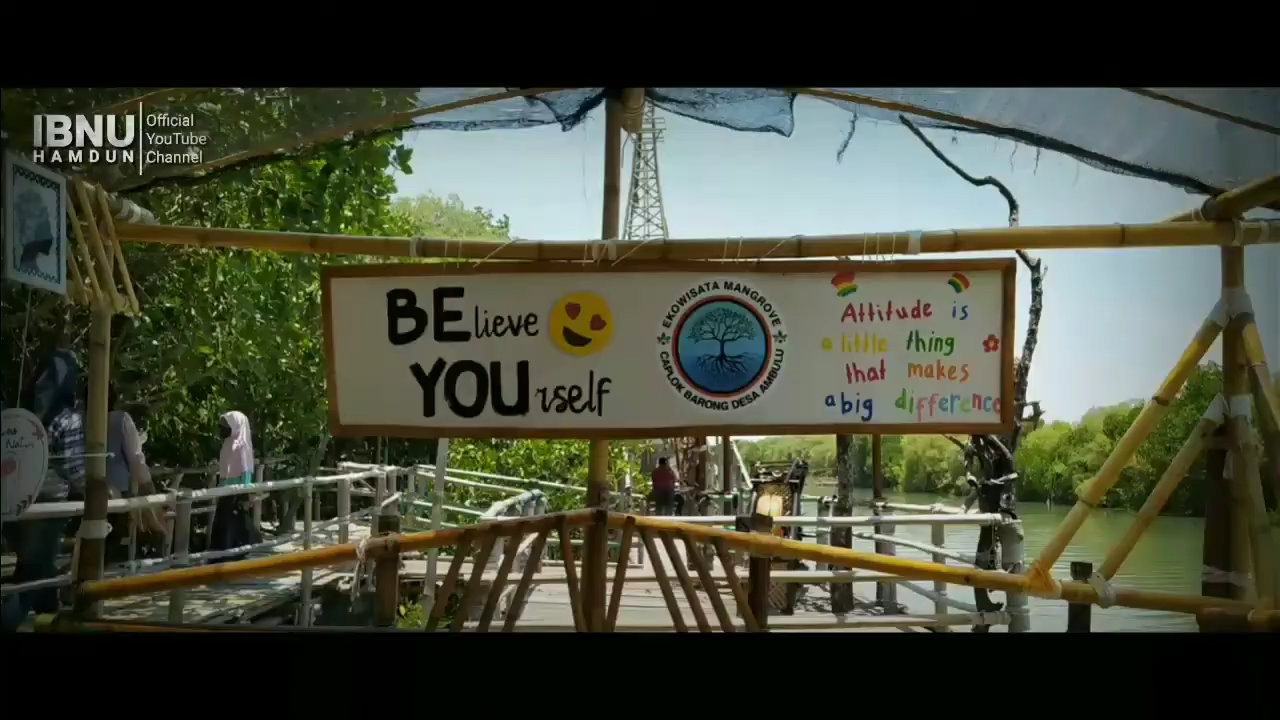 IBNU
HAMDUN
Official
YouTube
Channel
BElieve
YOUrself
EKOWISATA MANGROVE
CAPLOK BARONG DESA AMBULU
Attitude is
a little thing
that makes
a big difference